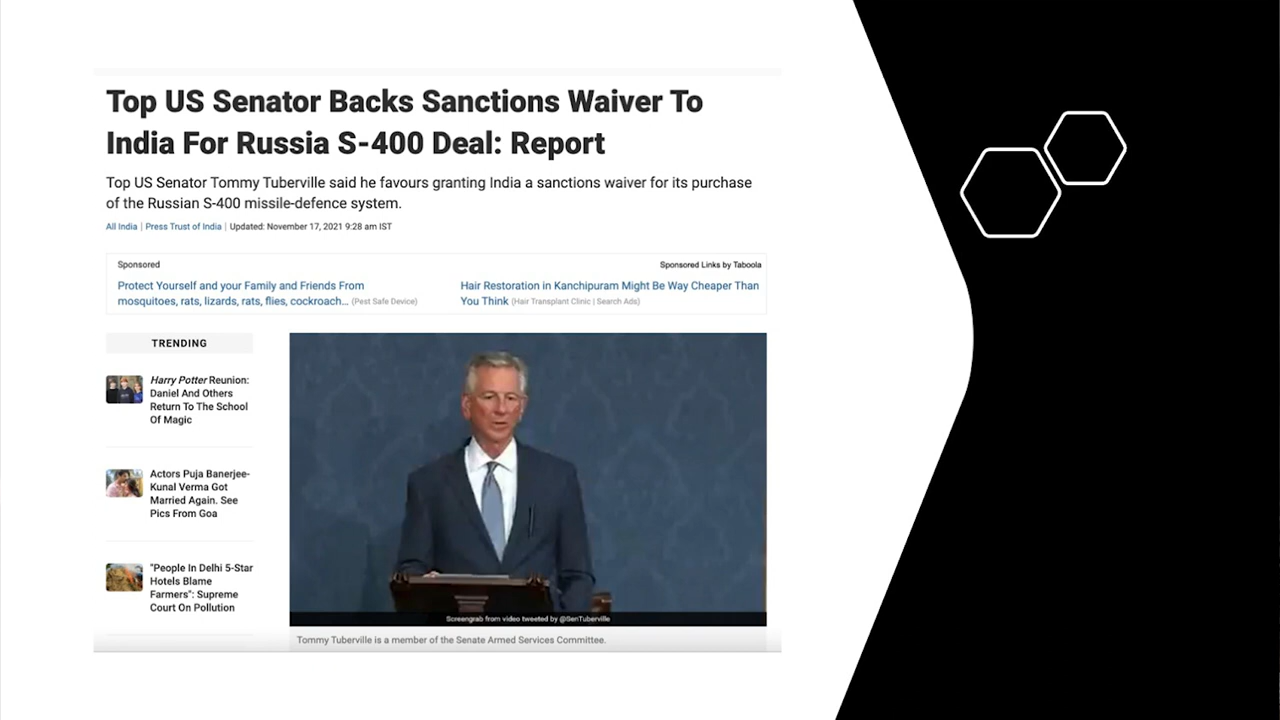 Top US Senator Backs Sanctions Waiver To
India For Russia S-400 Deal: Report
Top US Senator Tommy Tuberville said he favours granting India a sanctions waiver for its purchase
of the Russian S-400 missile-defence system.
All India | Press Trust of India | Updated: November 17, 2021 9:28 am IST
Sponsored
Sponsored Links by Taboola
Protect Yourself and your Family and Friends From
mosquitoes, rats, lizards, rats, flies, cockroach... (Pest Safe Device)
Hair Restoration in Kanchipuram Might Be Way Cheaper Than
You Think (Hair Transplant Clinic | Search Ads)
TRENDING
Harry Potter Reunion:
Daniel And Others
Return To The School
Of Magic
Actors Puja Banerjee-
Kunal Verma Got
Married Again. See
Pics From Goa
"People In Delhi 5-Star
Hotels Blame
Farmers": Supreme
Court On Pollution
Screengrab from video tweeted by @SenTuberville
Tommy Tuberville is a member of the Senate Armed Services Committee.